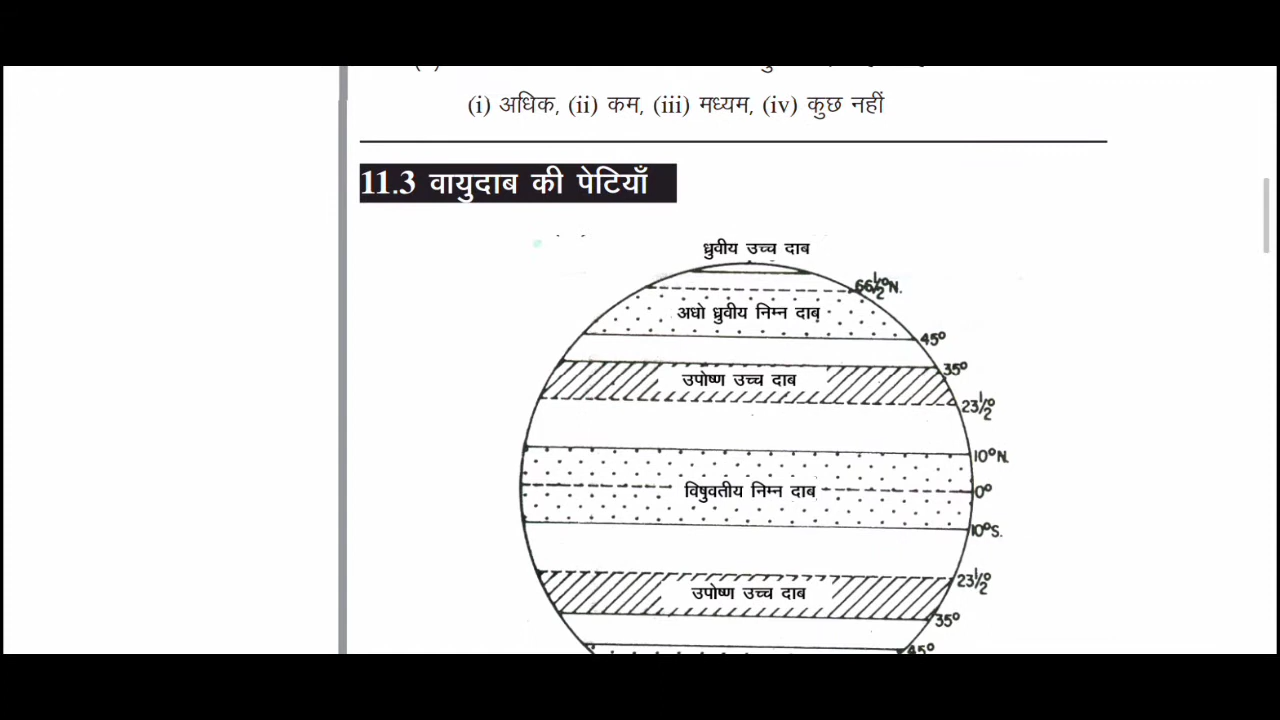 (i) अधिक, (ii) कम, (iii) मध्यम, (iv) कुछ नहीं
11.3 वायुदाब की पेटियाँ
ध्रुवीय उच्च दाब
66½°N.
अधो ध्रुवीय निम्न दाब
45°
35°
उपोष्ण उच्च दाब
23½°
10°N.
विषुवतीय निम्न दाब
0°
10°S.
23½°
उपोष्ण उच्च दाब
35°
45°